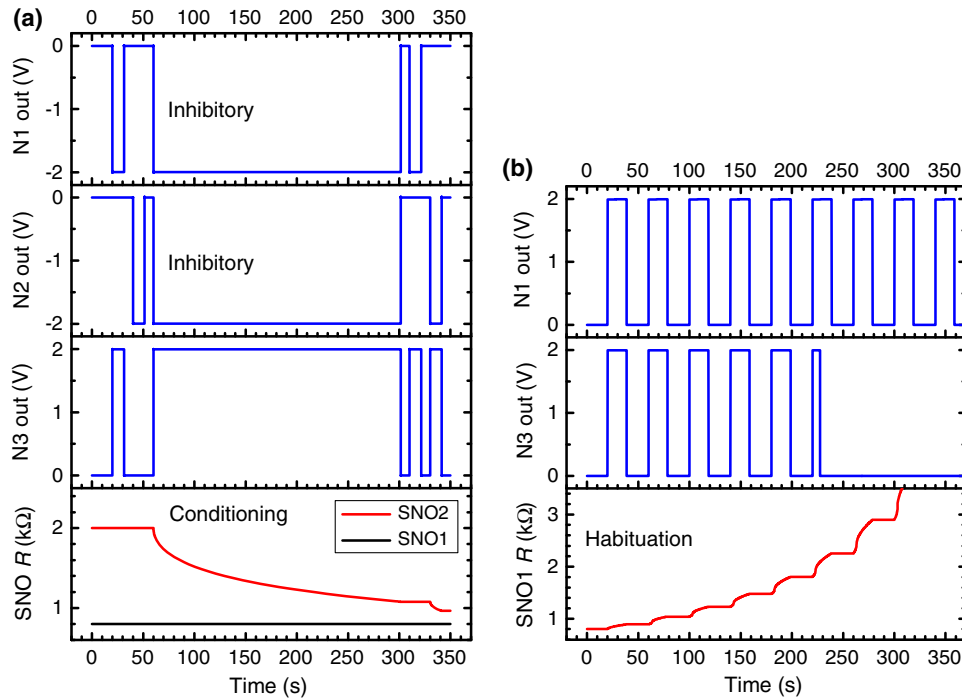 (a)
0 50 100 150 200 250 300 350
N1 out (V)
0
-1
-2
Inhibitory
N2 out (V)
0
-1
-2
Inhibitory
N3 out (V)
2
1
0
SNO R (kΩ)
2
1
Conditioning
SNO2
SNO1
0 50 100 150 200 250 300 350
Time (s)
(b)
0 50 100 150 200 250 300 350
N1 out (V)
2
1
0
N3 out (V)
2
1
0
SNO1 R (kΩ)
3
2
1
Habituation
0 50 100 150 200 250 300 350
Time (s)